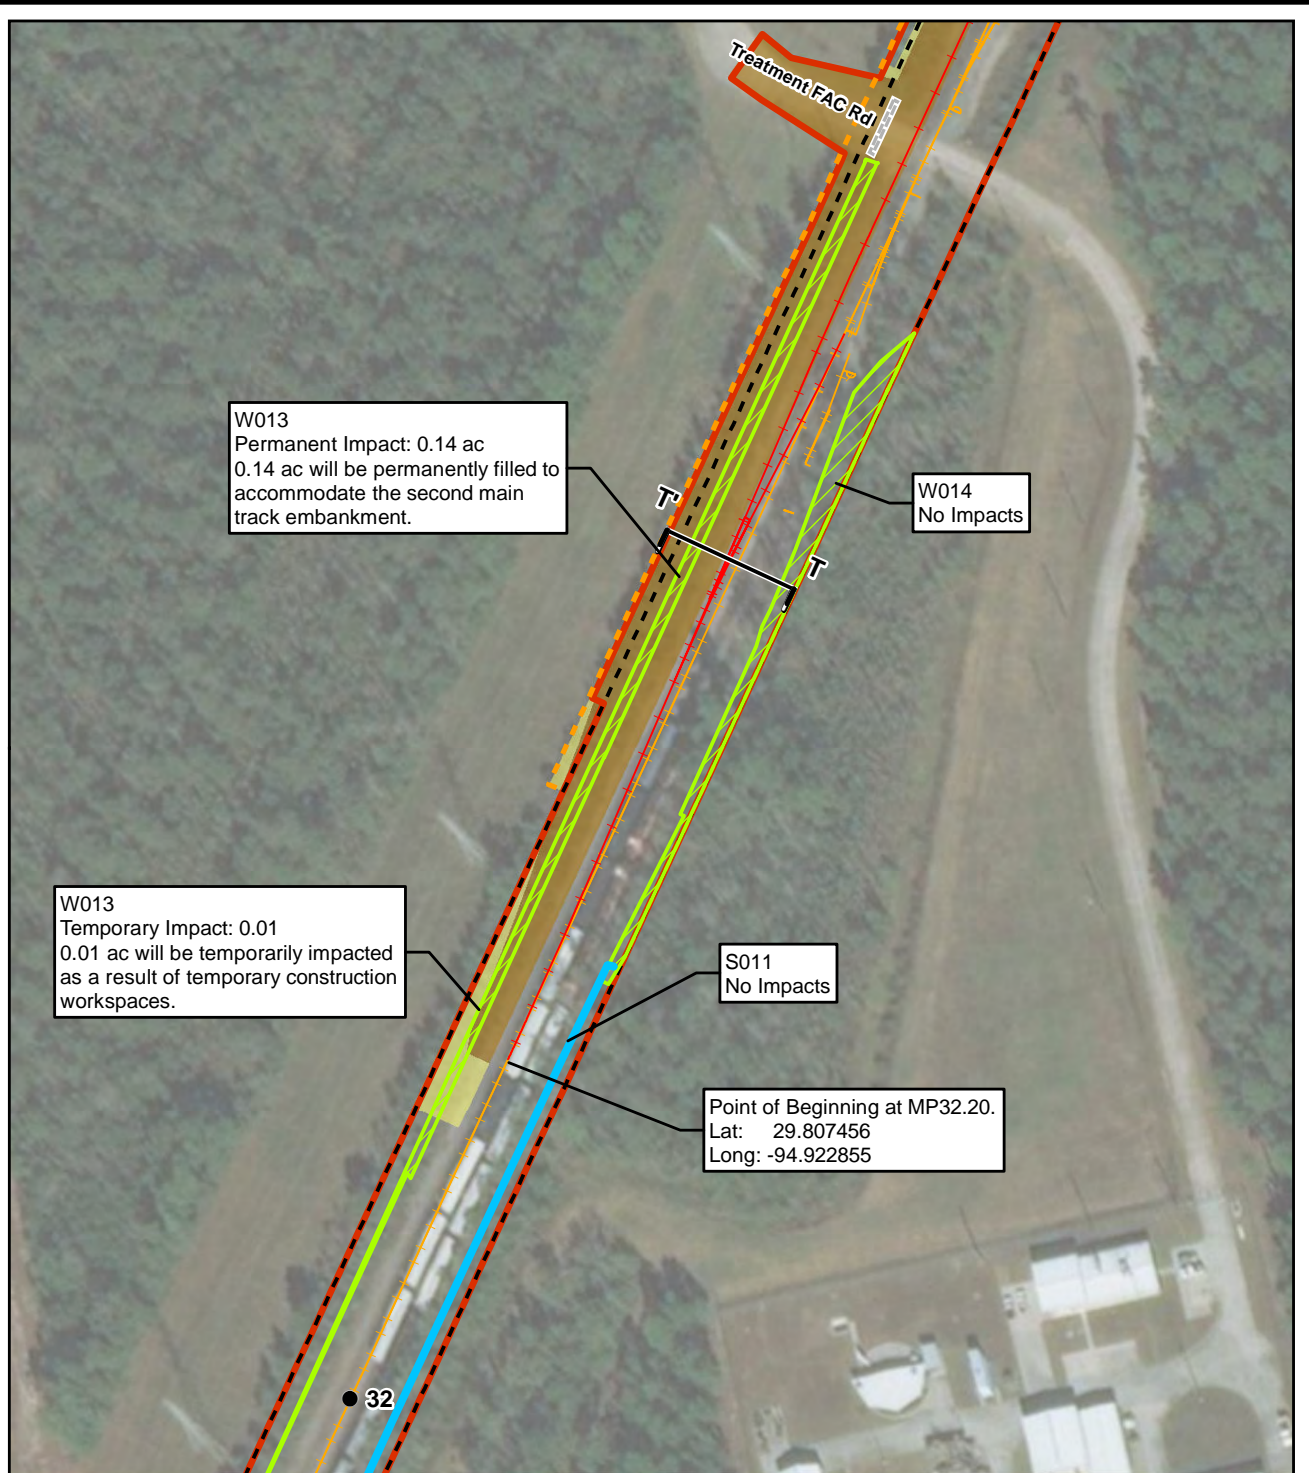 Treatment FAC Rd
W013
Permanent Impact: 0.14 ac
0.14 ac will be permanently filled to
accommodate the second main
track embankment.
W014
No Impacts
T'
T
W013
Temporary Impact: 0.01
0.01 ac will be temporarily impacted
as a result of temporary construction
workspaces.
S011
No Impacts
Point of Beginning at MP32.20.
Lat: 29.807456
Long: -94.922855
32